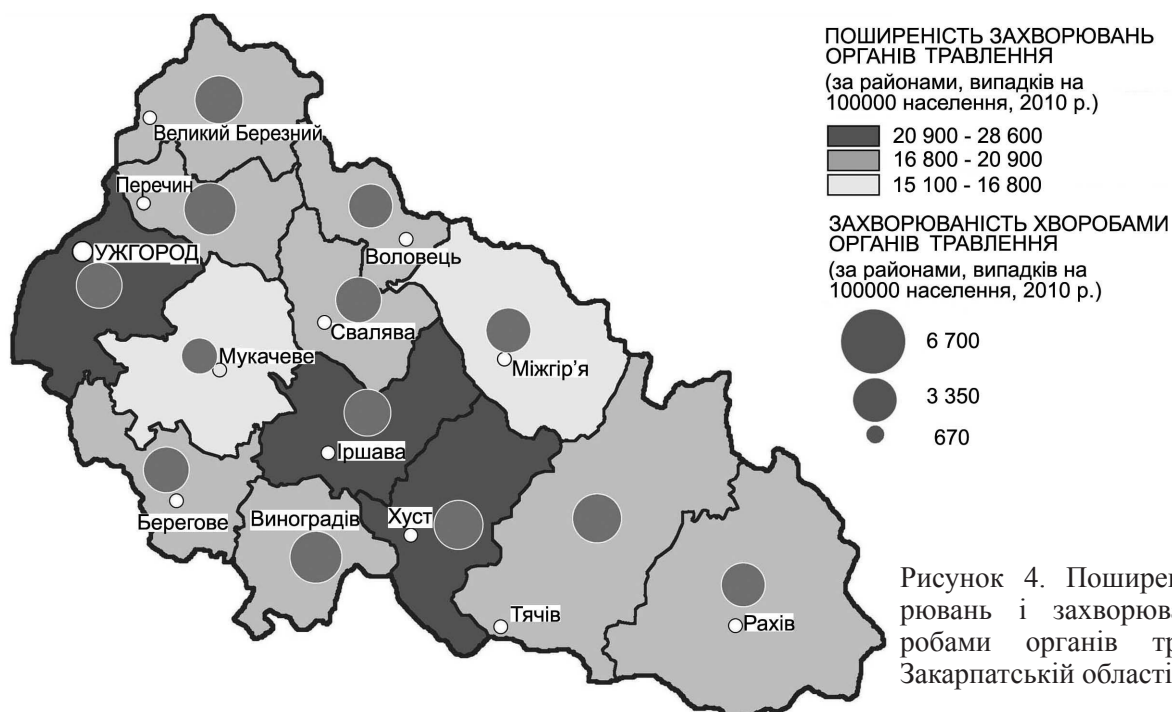 ПОШИРЕНІСТЬ ЗАХВОРЮВАНЬ
ОРГАНІВ ТРАВЛЕННЯ
(за районами, випадків на
100000 населення, 2010 р.)
20 900 - 28 600
16 800 - 20 900
15 100 - 16 800
ЗАХВОРЮВАНІСТЬ ХВОРОБАМИ
ОРГАНІВ ТРАВЛЕННЯ
(за районами, випадків на
100000 населення, 2010 р.)
6 700
3 350
670
Великий Березний
Перечин
УЖГОРОД
Воловець
Свалява
Мукачеве
Міжгір’я
Іршава
Берегове
Виноградів
Хуст
Тячів
Рахів
Рисунок 4. Поширен
рювань і захворюва
робами органів тр
Закарпатській області